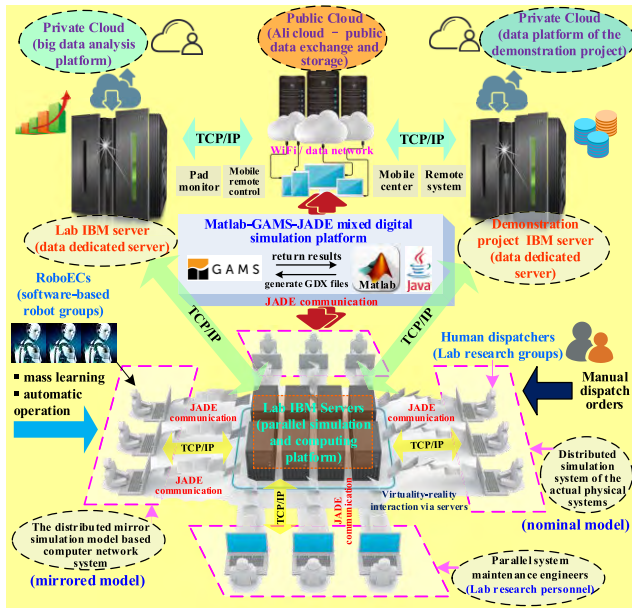 Private Cloud
(big data analysis
platform)
Public Cloud
(Ali cloud - public
data exchange and
storage)
Private Cloud
(data platform of the
demonstration project)
TCP/IP
TCP/IP
WiFi / data network
Pad
monitor
Mobile
remote
control
Mobile
center
Remote
system
Lab IBM server
(data dedicated server)
Demonstration
project IBM server
(data dedicated
server)
Matlab-GAMS-JADE mixed digital
simulation platform
GAMS
return results
generate GDX files
Matlab
Java
JADE communication
RoboECs
(software-based
robot groups)
TCP/IP
TCP/IP
Human dispatchers
(Lab research groups)
▪ mass learning
▪ automatic
operation
Manual
dispatch
orders
JADE
communication
JADE
communication
Lab IBM Servers
(parallel simulation
and computing
platform)
TCP/IP
TCP/IP
JADE
communication
JADE
communication
TCP/IP
JADE
communication
Virtuality-reality
interaction via servers
Distributed
simulation
system of the
actual physical
systems
(nominal model)
The distributed mirror
simulation model based
computer network
system
(mirrored model)
Parallel system
maintenance engineers
(Lab research personnel)